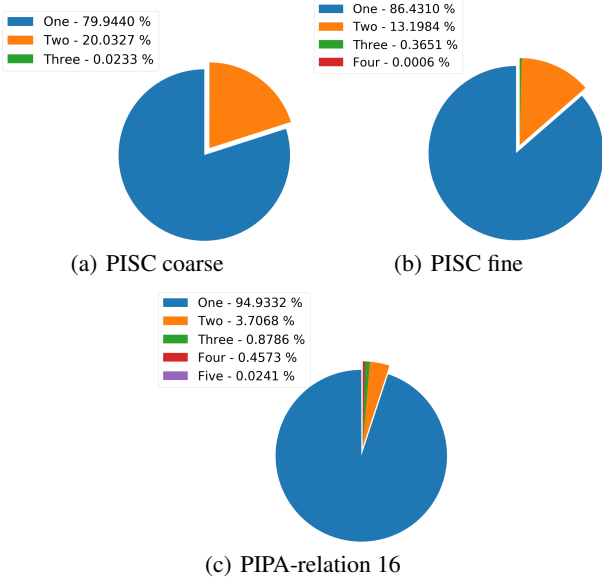 One - 79.9440 %
Two - 20.0327 %
Three - 0.0233 %
(a) PISC coarse
One - 86.4310 %
Two - 13.1984 %
Three - 0.3651 %
Four - 0.0006 %
(b) PISC fine
One - 94.9332 %
Two - 3.7068 %
Three - 0.8786 %
Four - 0.4573 %
Five - 0.0241 %
(c) PIPA-relation 16